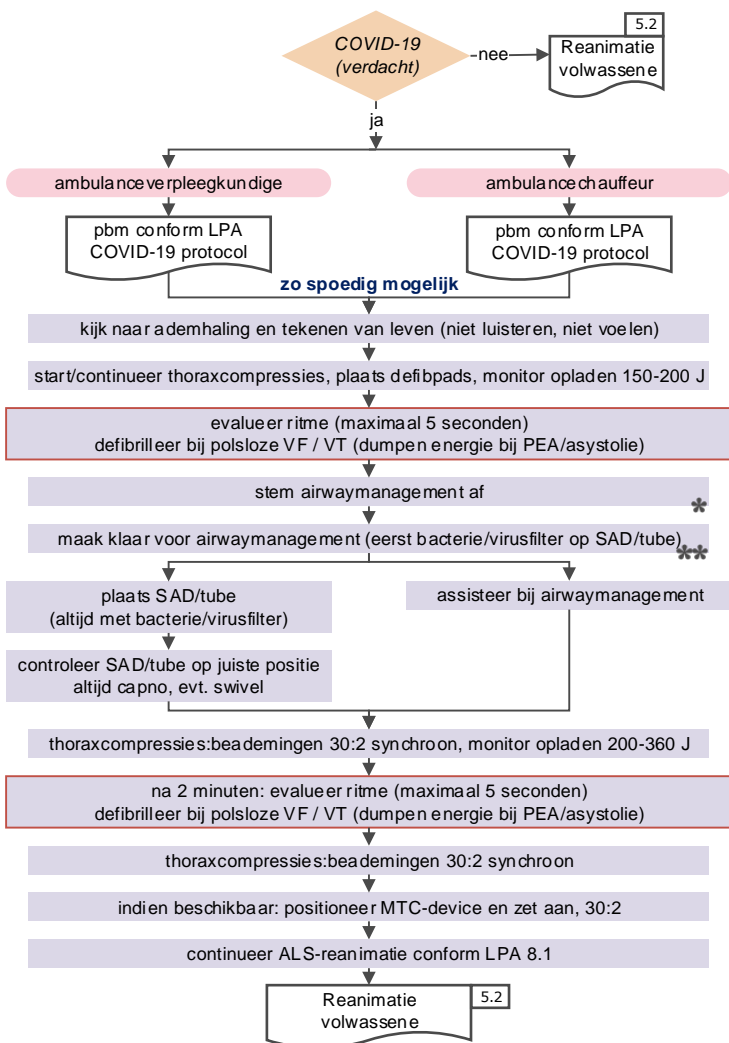 COVID-19
(verdacht)
nee
5.2
Reanimatie
volwassene
ja
ambulanceverpleegkundige
ambulancechauffeur
pbm conform LPA
COVID-19 protocol
pbm conform LPA
COVID-19 protocol
zo spoedig mogelijk
kijk naar ademhaling en tekenen van leven (niet luisteren, niet voelen)
start/continueer thoraxcompressies, plaats defibpads, monitor opladen 150-200 J
evalueer ritme (maximaal 5 seconden)
defibrilleer bij polsloze VF / VT (dumpen energie bij PEA/asystolie)
stem airwaymanagement af
*
maak klaar voor airwaymanagement (eerst bacterie/virusfilter op SAD/tube)
**
plaats SAD/tube
(altijd met bacterie/virusfilter)
assisteer bij airwaymanagement
controleer SAD/tube op juiste positie
altijd capno, evt. swivel
thoraxcompressies:beademingen 30:2 synchroon, monitor opladen 200-360 J
na 2 minuten: evalueer ritme (maximaal 5 seconden)
defibrilleer bij polsloze VF / VT (dumpen energie bij PEA/asystolie)
thoraxcompressies:beademingen 30:2 synchroon
indien beschikbaar: positioneer MTC-device en zet aan, 30:2
continueer ALS-reanimatie conform LPA 8.1
Reanimatie
volwassene
5.2